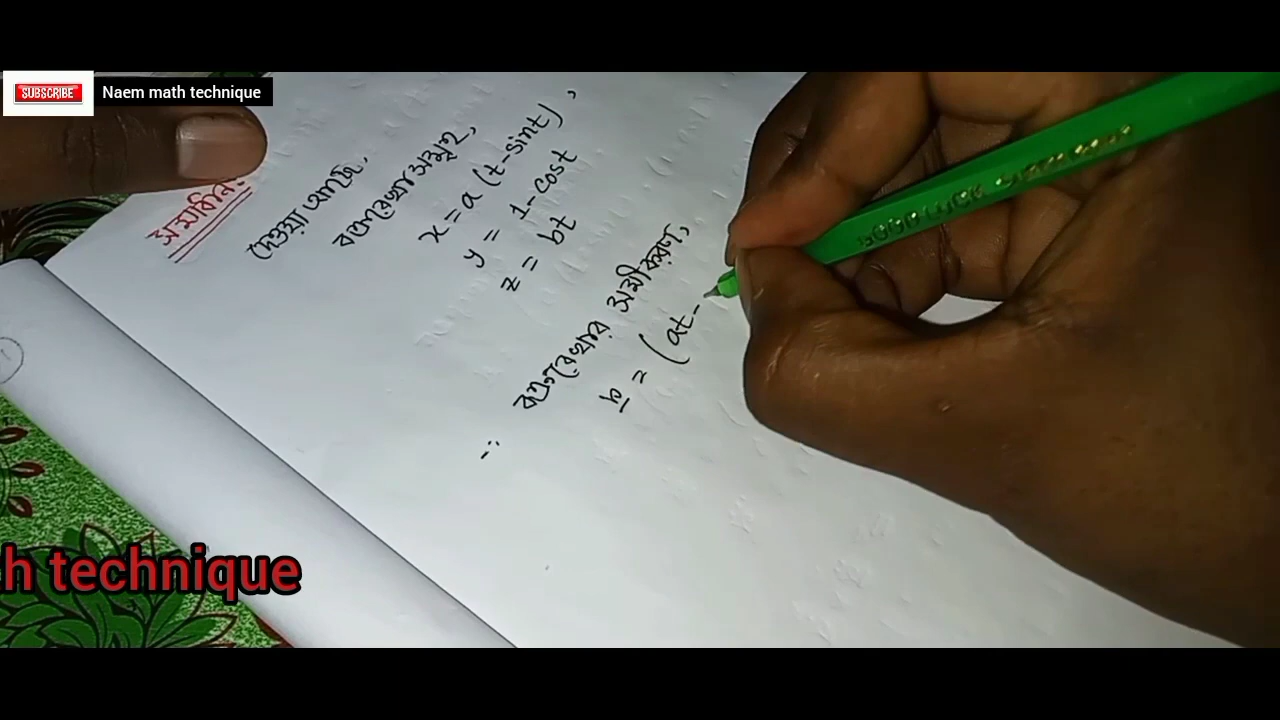 SUBSCRIBE
Naem math technique
সমাধান:
দেওয়া আছে,
বক্ররেখা সমূহ,
x = a (t-sint),
y = 1-cost
z = bt
∴ বক্ররেখার সমীকরণ,
= (at-
h technique